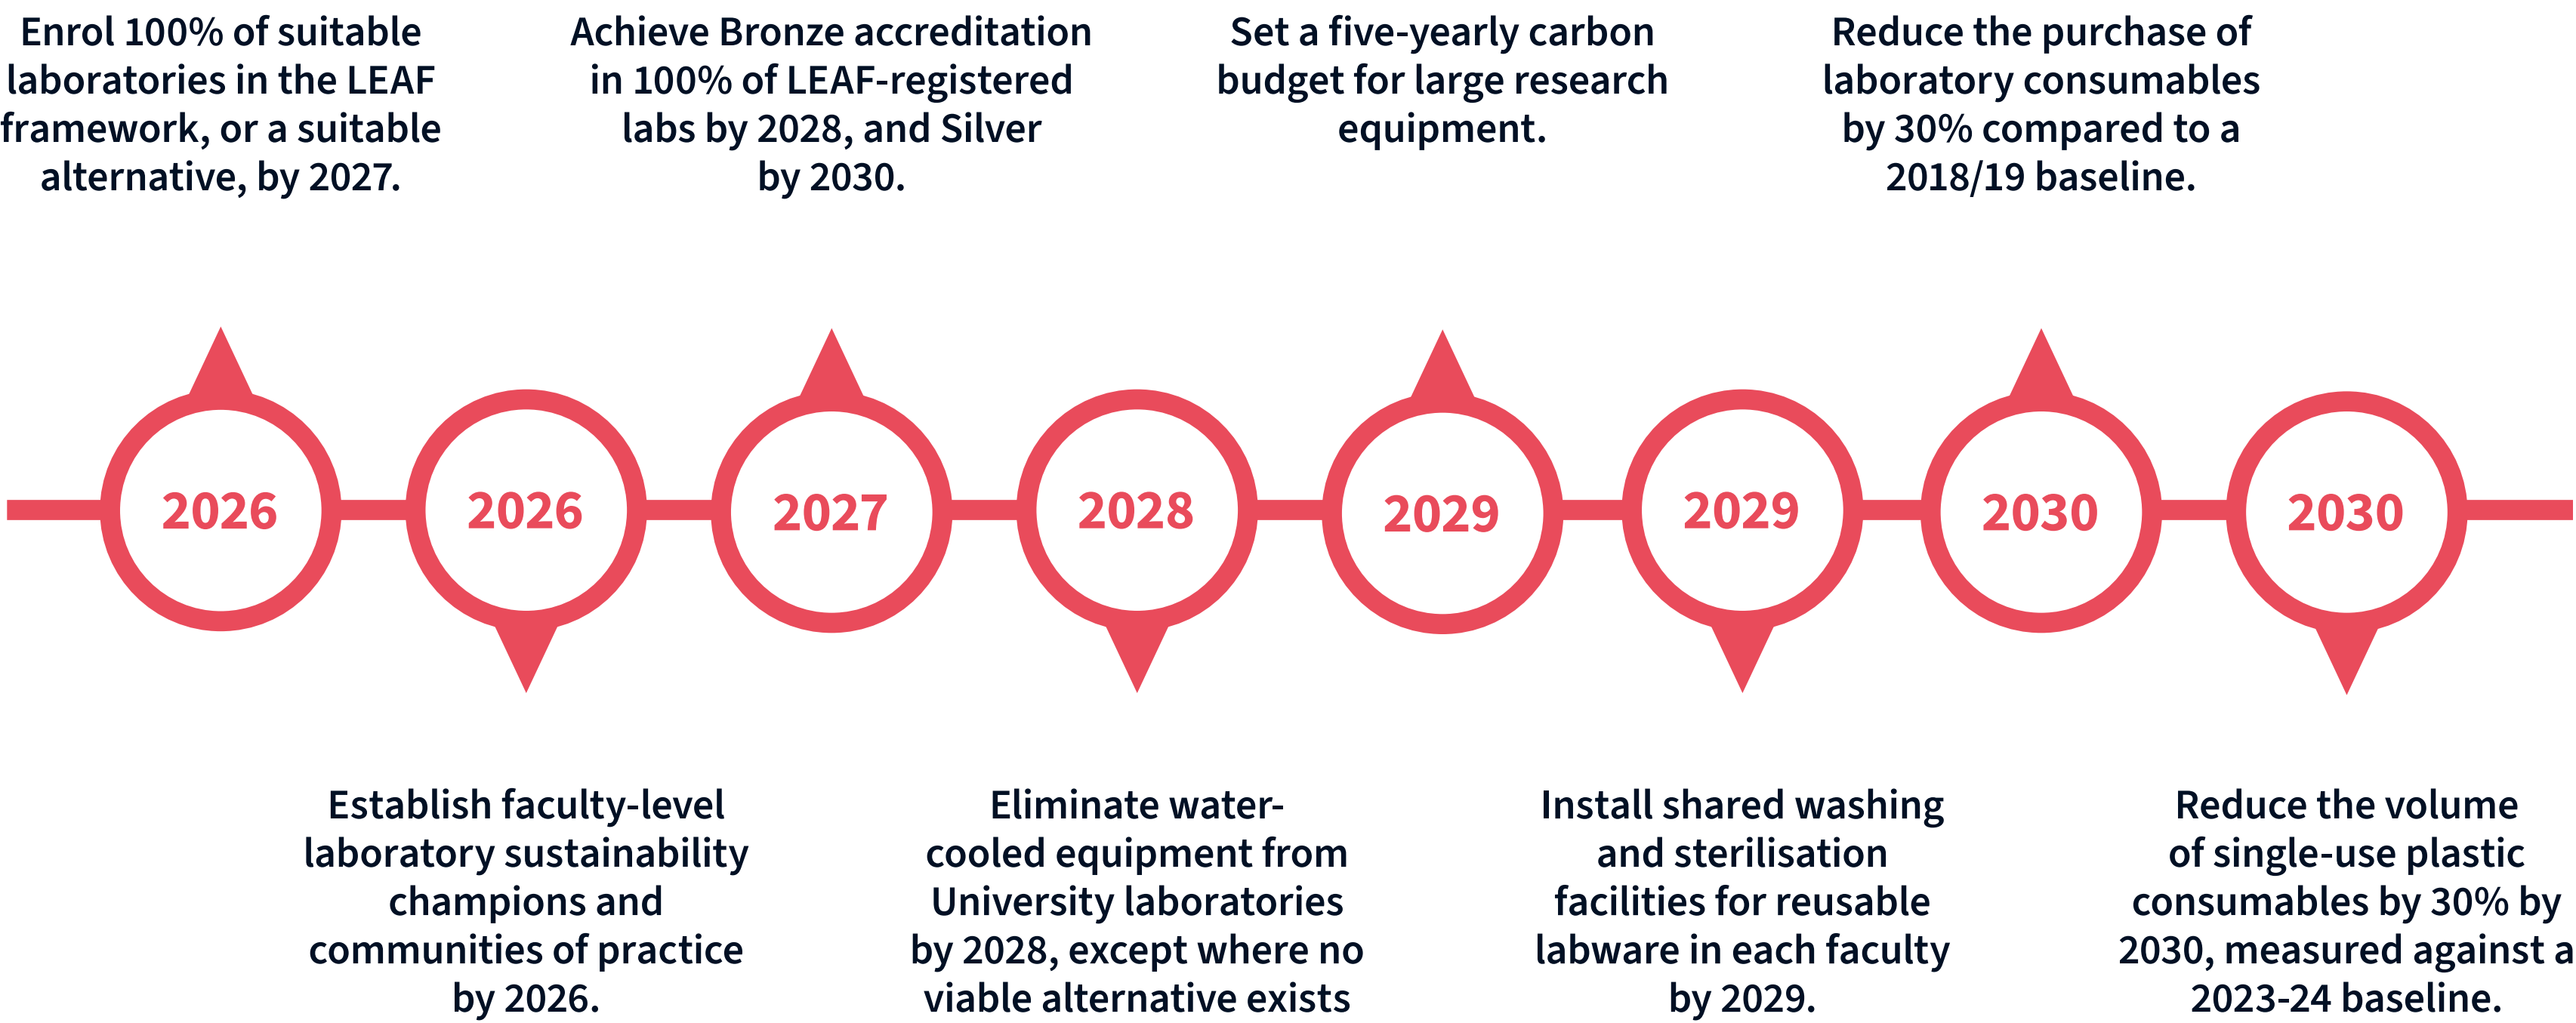 Enrol 100% of suitable
laboratories in the LEAF
framework, or a suitable
alternative, by 2027.
Achieve Bronze accreditation
in 100% of LEAF-registered
labs by 2028, and Silver
by 2030.
Set a five-yearly carbon
budget for large research
equipment.
Reduce the purchase of
laboratory consumables
by 30% compared to a
2018/19 baseline.
2026
2026
2027
2028
2029
2029
2030
2030
Establish faculty-level
laboratory sustainability
champions and
communities of practice
by 2026.
Eliminate water-
cooled equipment from
University laboratories
by 2028, except where no
viable alternative exists
Install shared washing
and sterilisation
facilities for reusable
labware in each faculty
by 2029.
Reduce the volume
of single-use plastic
consumables by 30% by
2030, measured against a
2023-24 baseline.